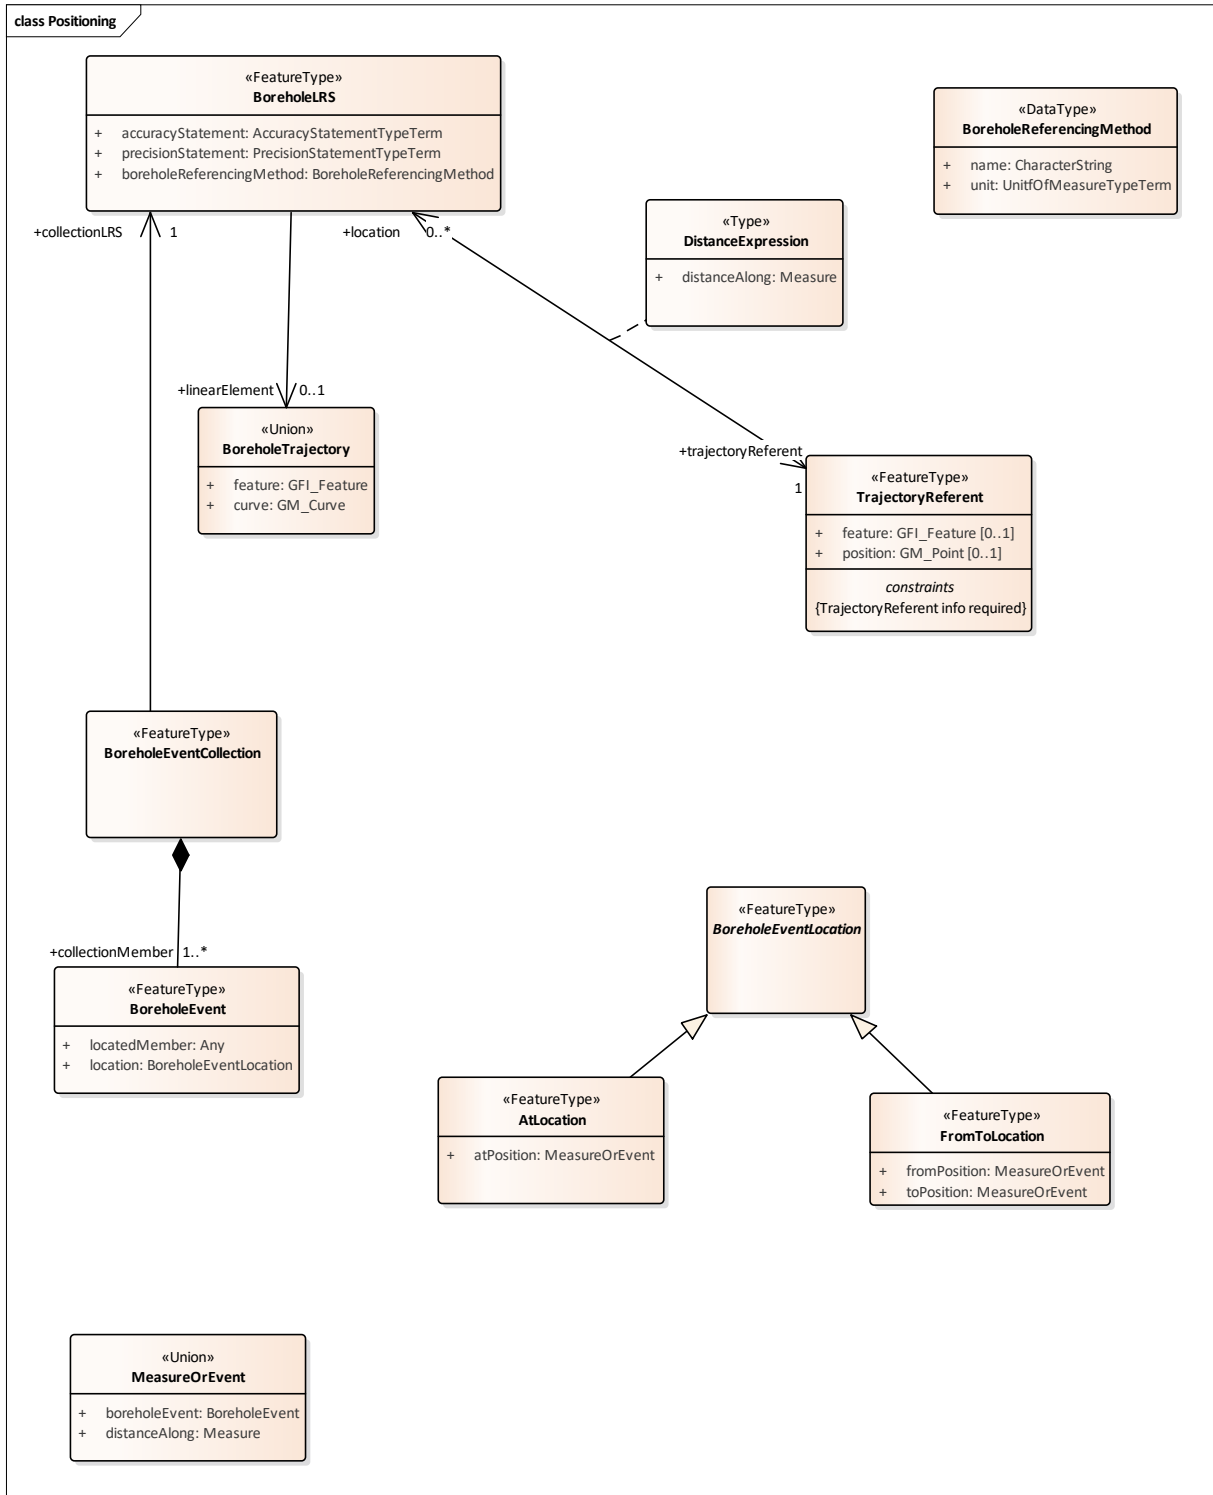 class Positioning
«FeatureType»
BoreholeLRS
+ accuracyStatement: AccuracyStatementTypeTerm
+ precisionStatement: PrecisionStatementTypeTerm
+ boreholeReferencingMethod: BoreholeReferencingMethod
«DataType»
BoreholeReferencingMethod
+ name: CharacterString
+ unit: UnitfOfMeasureTypeTerm
+collectionLRS 1
+location 0..*
«Type»
DistanceExpression
+ distanceAlong: Measure
+linearElement 0..1
«Union»
BoreholeTrajectory
+ feature: GFI_Feature
+ curve: GM_Curve
+trajectoryReferent
1
«FeatureType»
TrajectoryReferent
+ feature: GFI_Feature [0..1]
+ position: GM_Point [0..1]
constraints
{TrajectoryReferent info required}
«FeatureType»
BoreholeEventCollection
+collectionMember 1..*
«FeatureType»
BoreholeEvent
+ locatedMember: Any
+ location: BoreholeEventLocation
«FeatureType»
BoreholeEventLocation
«FeatureType»
AtLocation
+ atPosition: MeasureOrEvent
«FeatureType»
FromToLocation
+ fromPosition: MeasureOrEvent
+ toPosition: MeasureOrEvent
«Union»
MeasureOrEvent
+ boreholeEvent: BoreholeEvent
+ distanceAlong: Measure